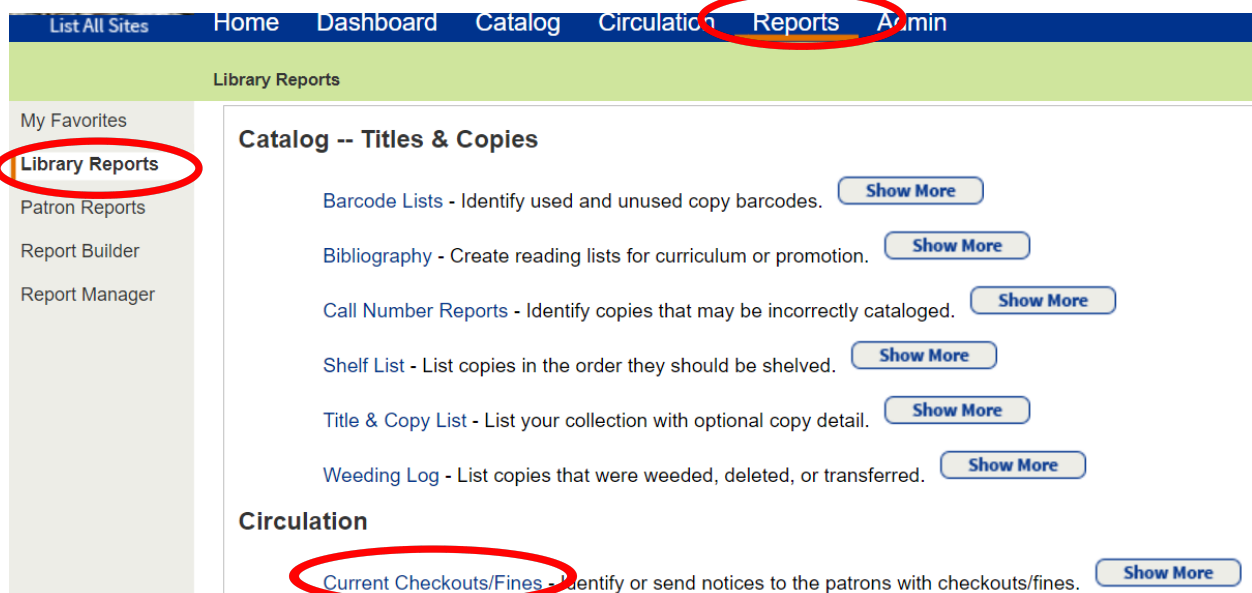 List All Sites
Home Dashboard Catalog Circulation Reports Admin
Library Reports
My Favorites
Library Reports
Patron Reports
Report Builder
Report Manager
Catalog -- Titles & Copies
Barcode Lists - Identify used and unused copy barcodes. Show More
Bibliography - Create reading lists for curriculum or promotion. Show More
Call Number Reports - Identify copies that may be incorrectly cataloged. Show More
Shelf List - List copies in the order they should be shelved. Show More
Title & Copy List - List your collection with optional copy detail. Show More
Weeding Log - List copies that were weeded, deleted, or transferred. Show More
Circulation
Current Checkouts/Fines - Identify or send notices to the patrons with checkouts/fines. Show More